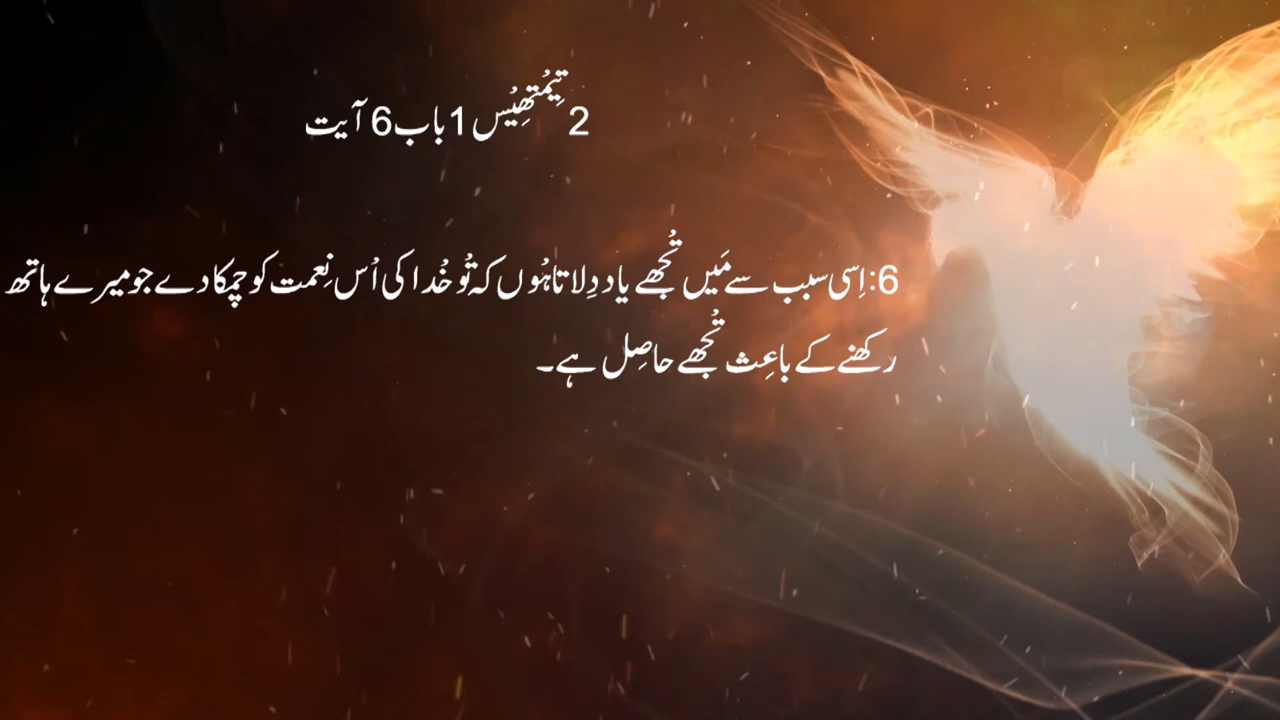 2 تِیمُتھِیُس 1 باب 6 آیت
6: اِسی سبب سے مَیں تُجھے یاد دِلاتا ہُوں کہ تُو خُدا کی اُس نِعمت کو چمکا دے جو میرے ہاتھ
رکھنے کے باعِث تُجھے حاصِل ہے۔